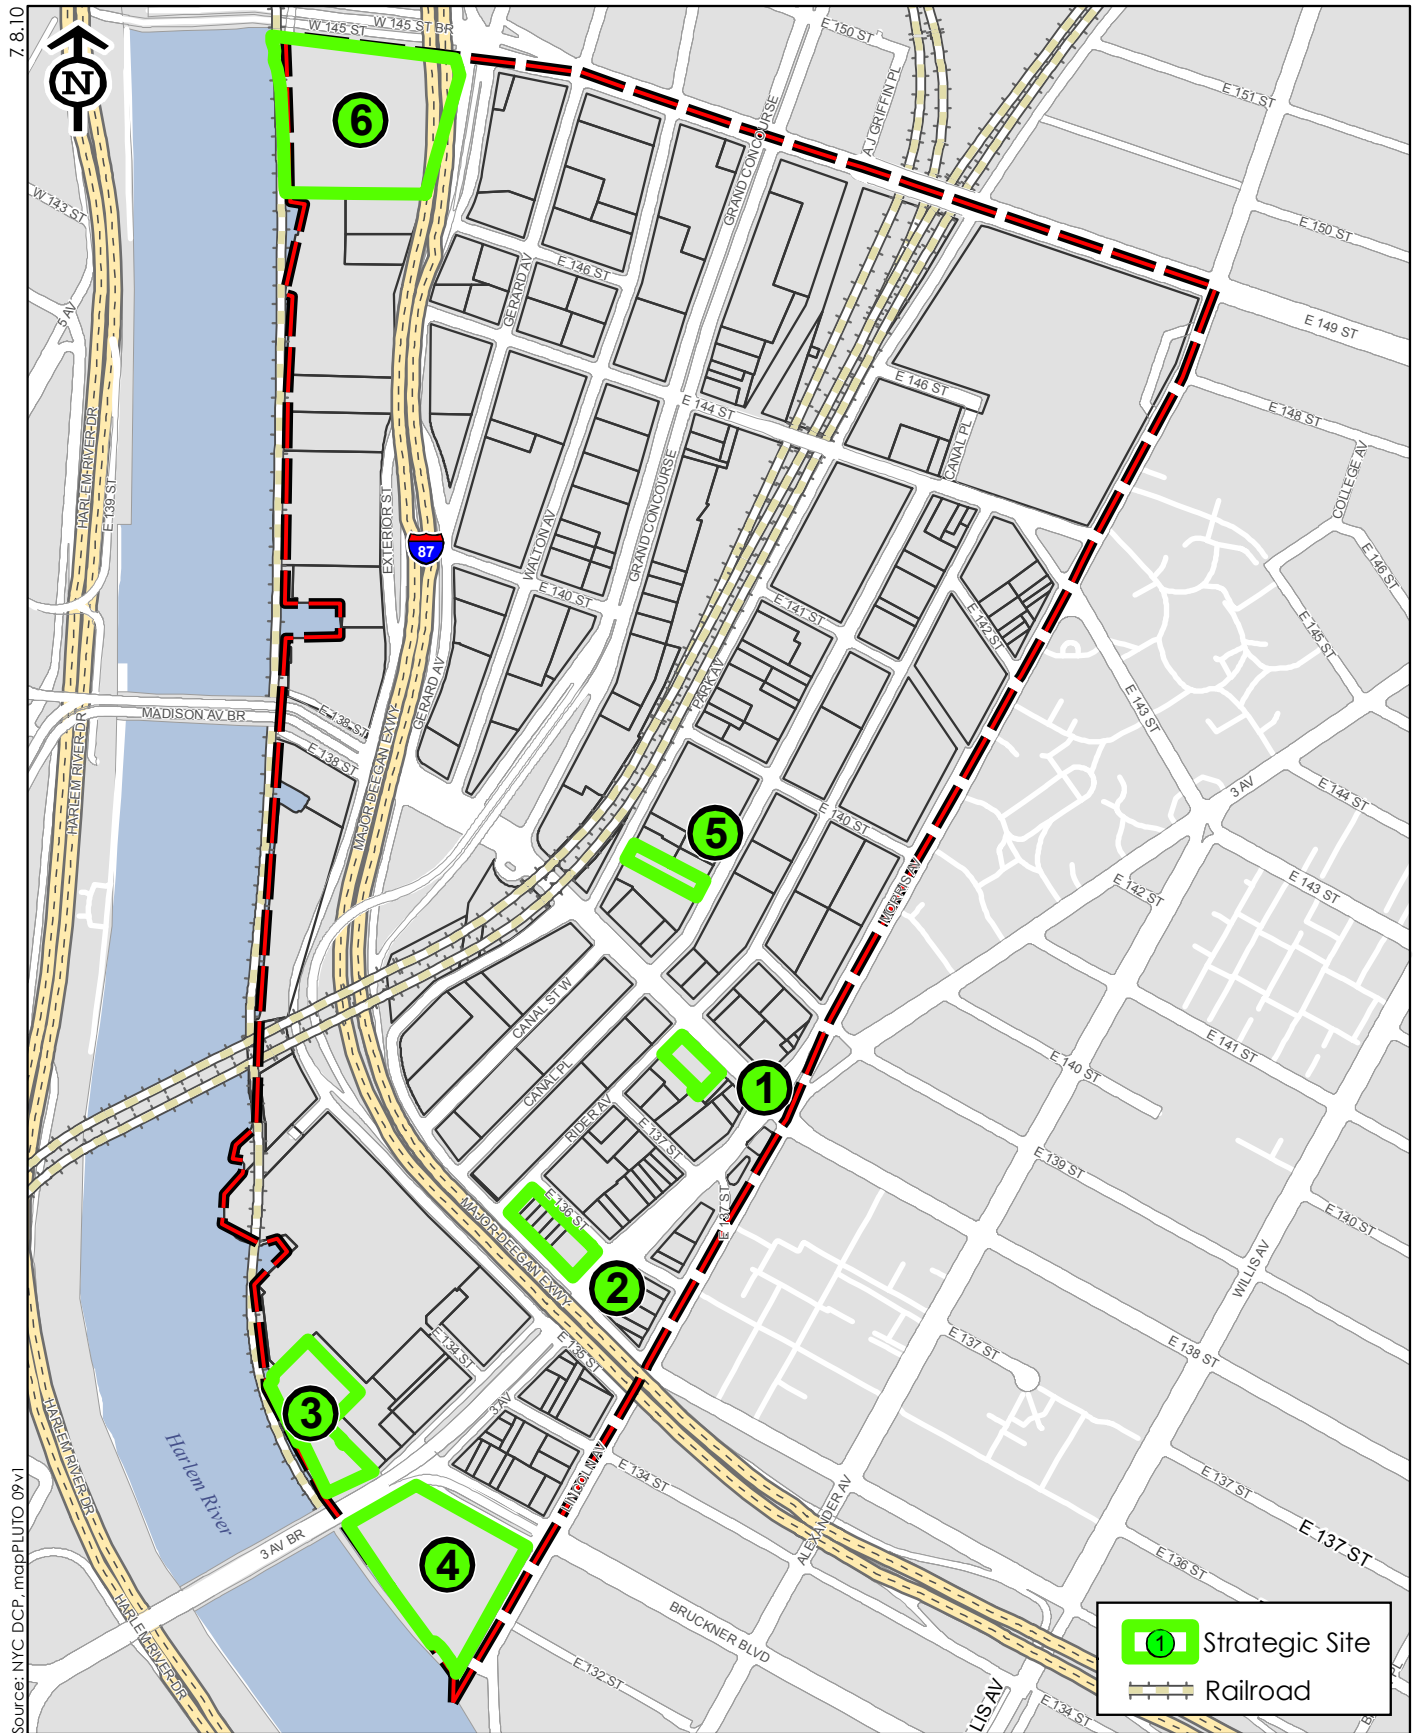 7.8.10
W 145 ST
W 145 ST BR
E 150 ST
A J GRIFFIN PL
E 151 ST
N
6
GRAND CONCOURSE
W 143 ST
E 150 ST
E 146 ST
GERARD AV
5 AV
E 149 ST
E 146 ST
E 144 ST
E 148 ST
HARLEM RIVER DR
E 139 ST
CANAL PL
COLLEGE AV
GRAND CONCOURSE
EXTERIOR ST
87
WALTON AV
E 146 ST
E 140 ST
E 141 ST
E 142 ST
E 145 ST
GERARD AV
PARK AV
E 143 ST
MADISON AV BR
E 138 ST
E 138 ST
HARLEM RIVER DR
MAJOR DEEGAN EXWY
3 AV
E 144 ST
E 140 ST
5
MORRIS AV
E 142 ST
E 143 ST
CANAL ST W
E 141 ST
E 140 ST
1
CANAL PL
RIDER AV
E 137 ST
E 139 ST
E 136 ST
E 137 ST
E 140 ST
MAJOR DEEGAN EXWY
WILLIS AV
2
E 134 ST
E 135 ST
E 137 ST
E 138 ST
3
3 AV
HARLEM RIVER DR
Harlem River
LINCOLN AV
E 134 ST
E 137 ST
ALEXANDER AV
E 137 ST
3 AV BR
4
E 136 ST
HARLEM RIVER DR
BRUCKNER BLVD
E 132 ST
LIS AV
E 134 ST
1 Strategic Site
Railroad
Source: NYC DCP, mapPLUTO 09v1